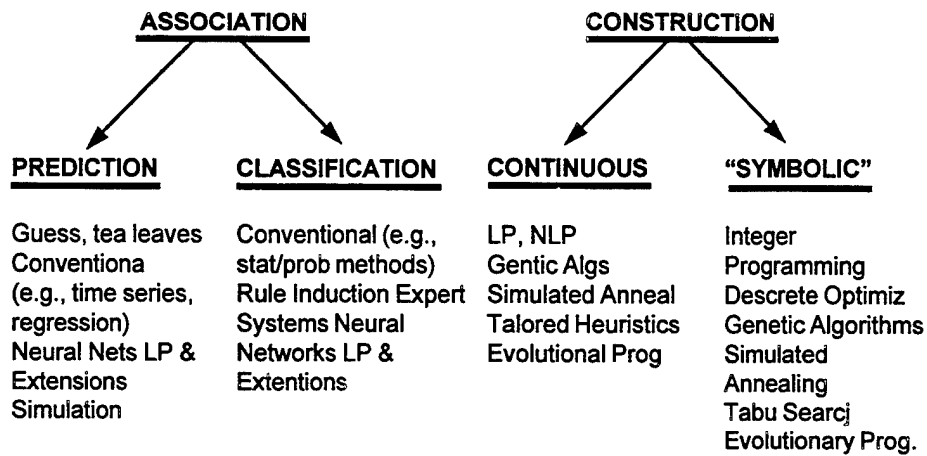 ASSOCIATION
CONSTRUCTION
PREDICTION
Guess, tea leaves
Conventiona
(e.g., time series,
regression)
Neural Nets LP &
Extensions
Simulation
CLASSIFICATION
Conventional (e.g.,
stat/prob methods)
Rule Induction Expert
Systems Neural
Networks LP &
Extentions
CONTINUOUS
LP, NLP
Gentic Algs
Simulated Anneal
Talored Heuristics
Evolutional Prog
“SYMBOLIC”
Integer
Programming
Descrete Optimiz
Genetic Algorithms
Simulated
Annealing
Tabu Searcj
Evolutionary Prog.